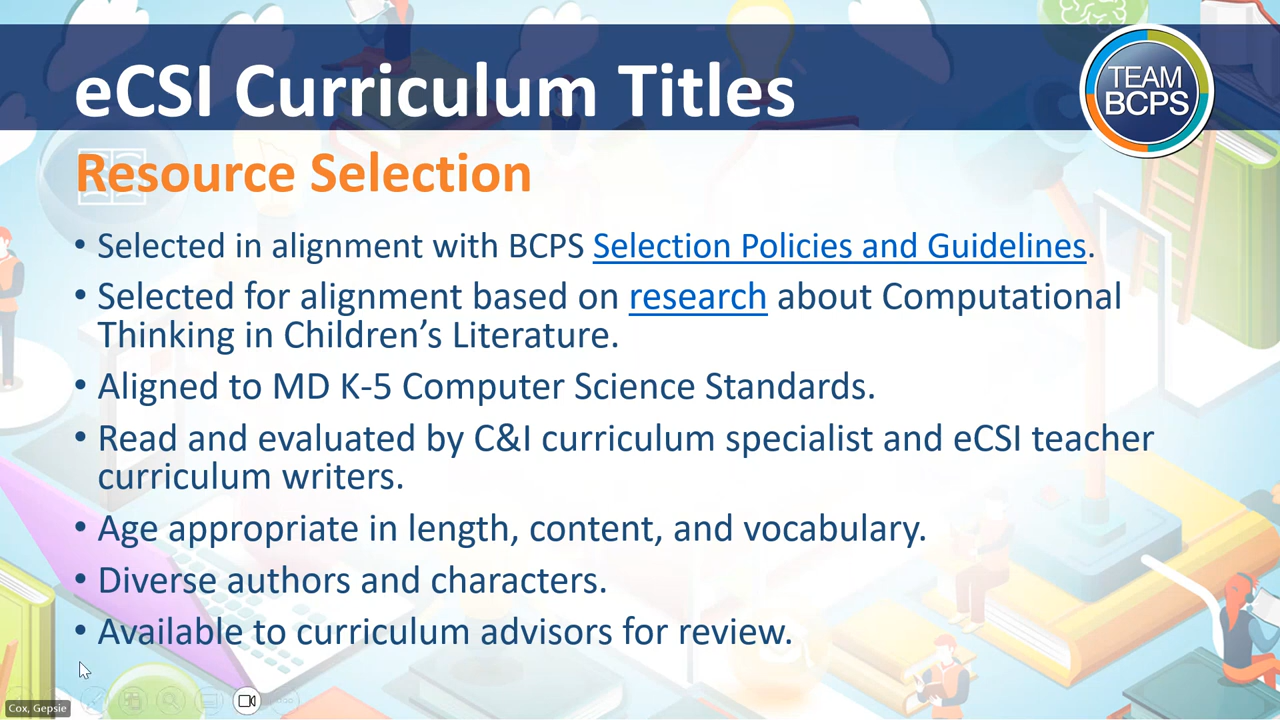 eCSI Curriculum Titles
TEAM
BCPS
Resource Selection
• Selected in alignment with BCPS Selection Policies and Guidelines.
• Selected for alignment based on research about Computational
Thinking in Children’s Literature.
• Aligned to MD K-5 Computer Science Standards.
• Read and evaluated by C&I curriculum specialist and eCSI teacher
curriculum writers.
• Age appropriate in length, content, and vocabulary.
• Diverse authors and characters.
• Available to curriculum advisors for review.
Cox, Gepsie